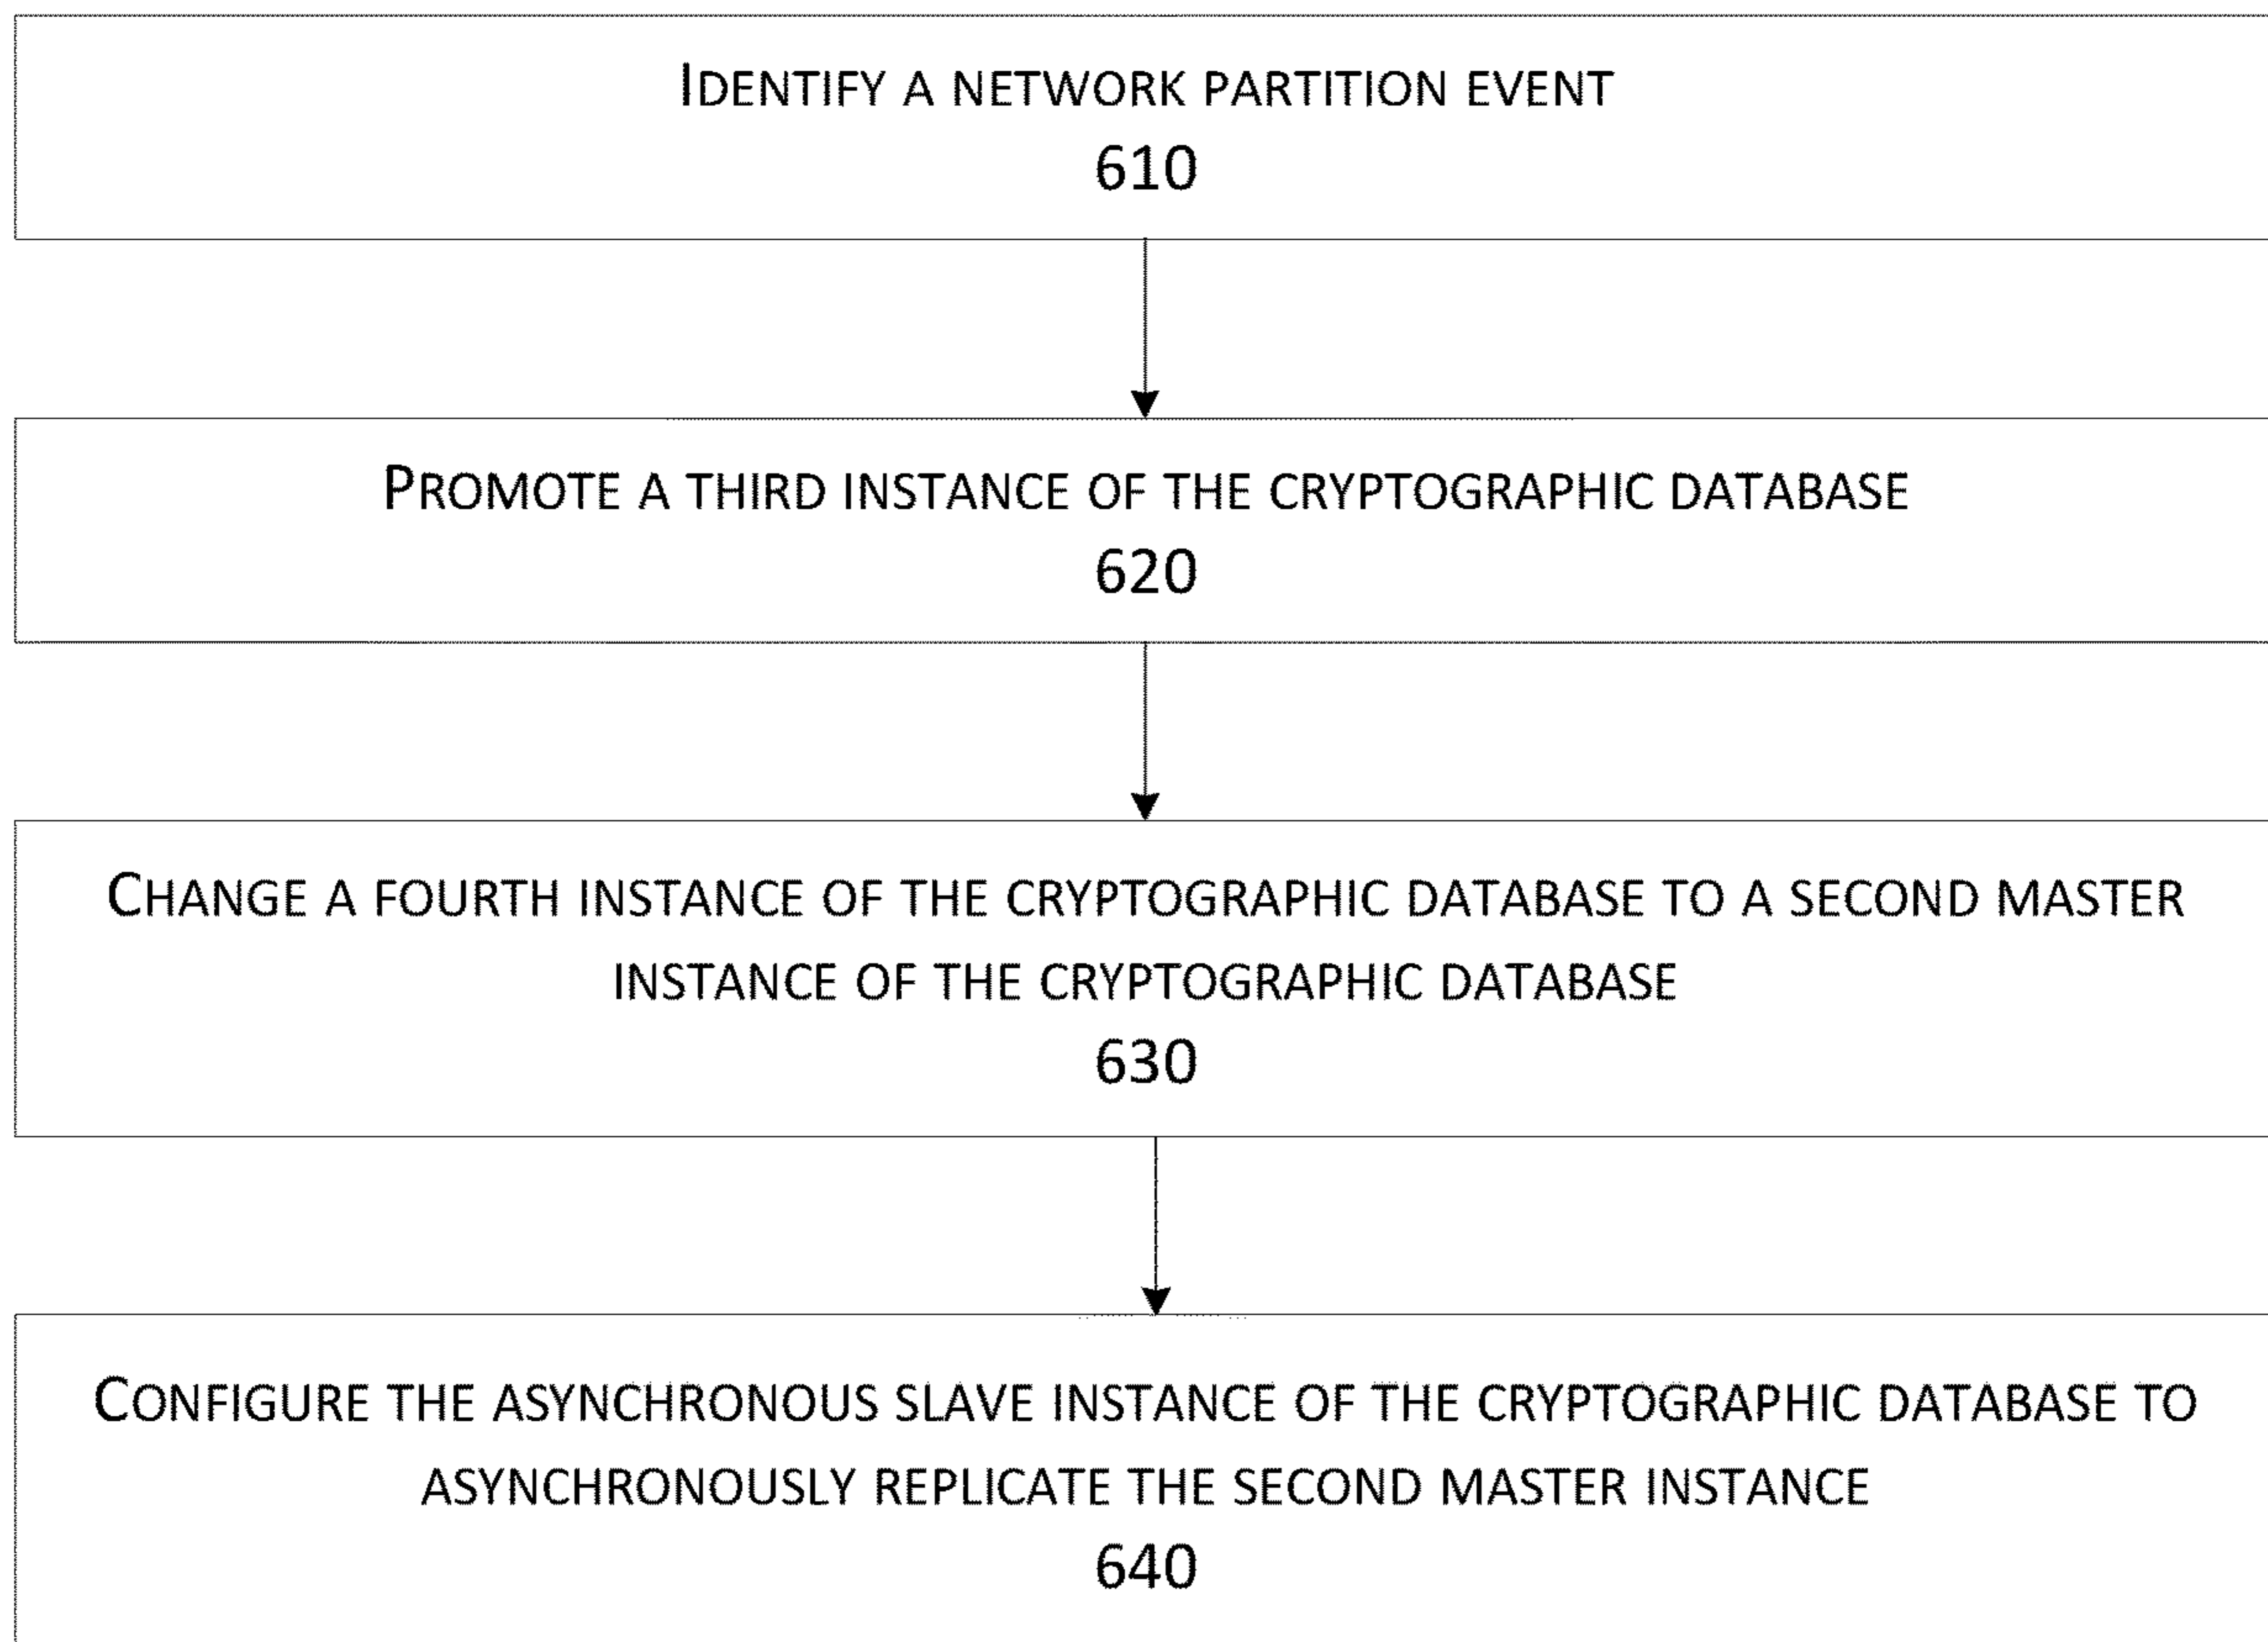 IDENTIFY A NETWORK PARTITION EVENT
610
PROMOTE A THIRD INSTANCE OF THE CRYPTOGRAPHIC DATABASE
620
CHANGE A FOURTH INSTANCE OF THE CRYPTOGRAPHIC DATABASE TO A SECOND MASTER
INSTANCE OF THE CRYPTOGRAPHIC DATABASE
630
CONFIGURE THE ASYNCHRONOUS SLAVE INSTANCE OF THE CRYPTOGRAPHIC DATABASE TO
ASYNCHRONOUSLY REPLICATE THE SECOND MASTER INSTANCE
640